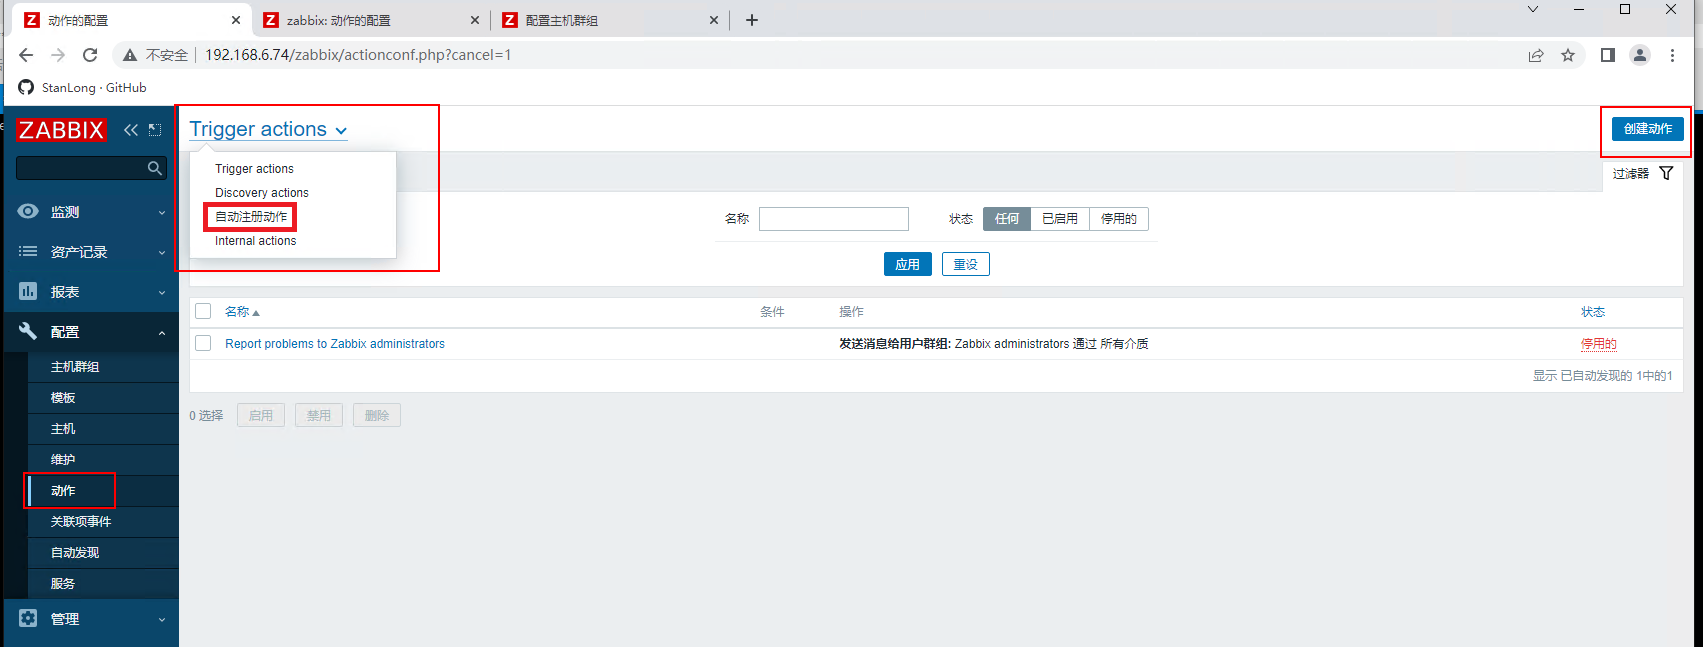 动作的配置
zabbix: 动作的配置
配置主机群组
不安全
192.168.6.74/zabbix/actionconf.php?cancel=1
StanLong · GitHub
ZABBIX
监测
资产记录
报表
配置
主机群组
模板
主机
维护
动作
关联项事件
自动发现
服务
管理
Trigger actions
创建动作
Trigger actions
Discovery actions
自动注册动作
Internal actions
过滤器
名称
状态 任何 已启用 停用的
应用 重设
名称 条件 操作 状态
Report problems to Zabbix administrators 发送消息给用户群组: Zabbix administrators 通过 所有介质 停用的
显示 已自动发现的 1中的1
0 选择 启用 禁用 删除